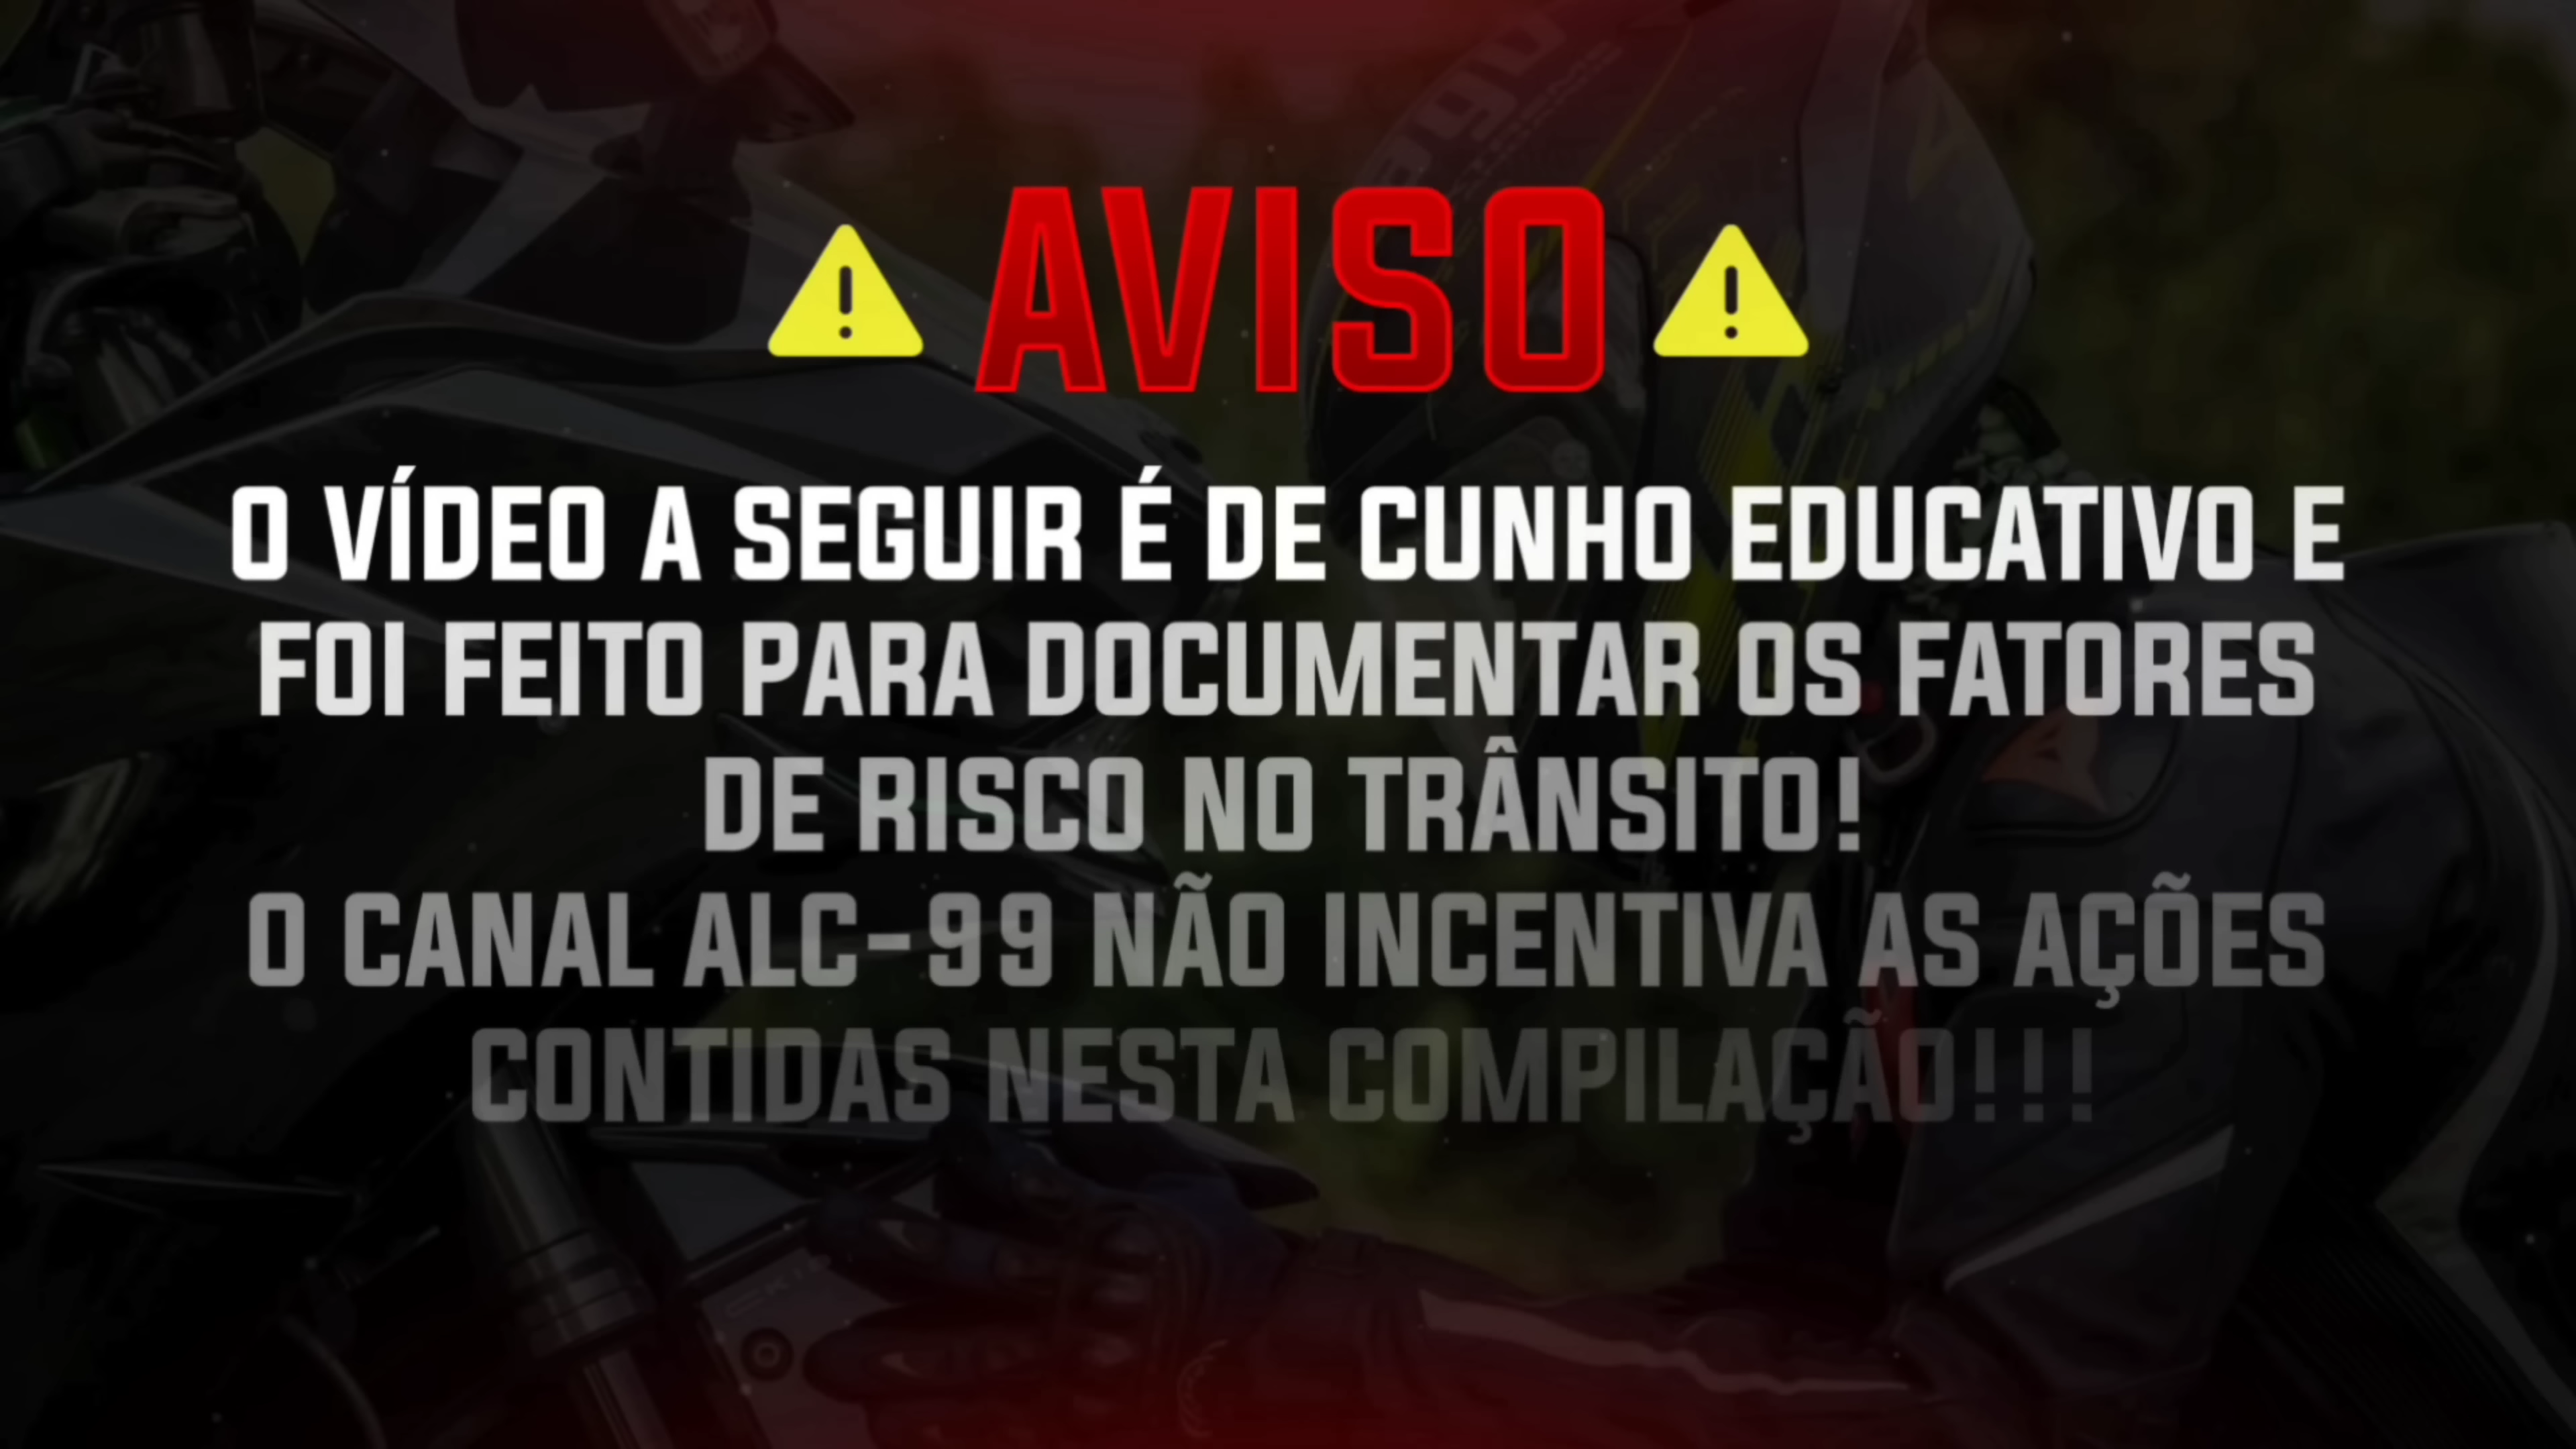 AVISO
O VÍDEO A SEGUIR É DE CUNHO EDUCATIVO E
FOI FEITO PARA DOCUMENTAR OS FATORES
DE RISCO NO TRÂNSITO!
O CANAL ALC-99 NÃO INCENTIVA AS AÇÕES
CONTIDAS NESTA COMPILAÇÃO!!!